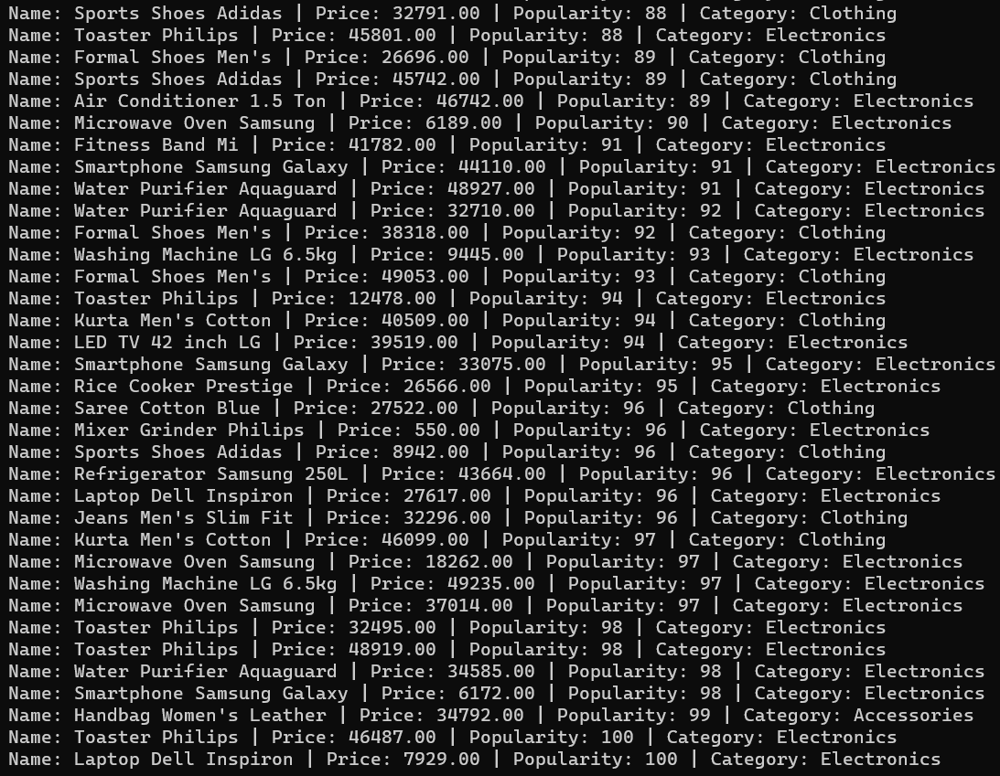 Name: Sports Shoes Adidas | Price: 32791.00 | Popularity: 88 | Category: Clothing
Name: Toaster Philips | Price: 45801.00 | Popularity: 88 | Category: Electronics
Name: Formal Shoes Men's | Price: 26696.00 | Popularity: 89 | Category: Clothing
Name: Sports Shoes Adidas | Price: 45742.00 | Popularity: 89 | Category: Clothing
Name: Air Conditioner 1.5 Ton | Price: 46742.00 | Popularity: 89 | Category: Electronics
Name: Microwave Oven Samsung | Price: 6189.00 | Popularity: 90 | Category: Electronics
Name: Fitness Band Mi | Price: 41782.00 | Popularity: 91 | Category: Electronics
Name: Smartphone Samsung Galaxy | Price: 44110.00 | Popularity: 91 | Category: Electronics
Name: Water Purifier Aquaguard | Price: 48927.00 | Popularity: 91 | Category: Electronics
Name: Water Purifier Aquaguard | Price: 32710.00 | Popularity: 92 | Category: Electronics
Name: Formal Shoes Men's | Price: 38318.00 | Popularity: 92 | Category: Clothing
Name: Washing Machine LG 6.5kg | Price: 9445.00 | Popularity: 93 | Category: Electronics
Name: Formal Shoes Men's | Price: 49053.00 | Popularity: 93 | Category: Clothing
Name: Toaster Philips | Price: 12478.00 | Popularity: 94 | Category: Electronics
Name: Kurta Men's Cotton | Price: 40509.00 | Popularity: 94 | Category: Clothing
Name: LED TV 42 inch LG | Price: 39519.00 | Popularity: 94 | Category: Electronics
Name: Smartphone Samsung Galaxy | Price: 33075.00 | Popularity: 95 | Category: Electronics
Name: Rice Cooker Prestige | Price: 26566.00 | Popularity: 95 | Category: Electronics
Name: Saree Cotton Blue | Price: 27522.00 | Popularity: 96 | Category: Clothing
Name: Mixer Grinder Philips | Price: 550.00 | Popularity: 96 | Category: Electronics
Name: Sports Shoes Adidas | Price: 8942.00 | Popularity: 96 | Category: Clothing
Name: Refrigerator Samsung 250L | Price: 43664.00 | Popularity: 96 | Category: Electronics
Name: Laptop Dell Inspiron | Price: 27617.00 | Popularity: 96 | Category: Electronics
Name: Jeans Men's Slim Fit | Price: 32296.00 | Popularity: 96 | Category: Clothing
Name: Kurta Men's Cotton | Price: 46099.00 | Popularity: 97 | Category: Clothing
Name: Microwave Oven Samsung | Price: 18262.00 | Popularity: 97 | Category: Electronics
Name: Washing Machine LG 6.5kg | Price: 49235.00 | Popularity: 97 | Category: Electronics
Name: Microwave Oven Samsung | Price: 37014.00 | Popularity: 97 | Category: Electronics
Name: Toaster Philips | Price: 32495.00 | Popularity: 98 | Category: Electronics
Name: Toaster Philips | Price: 48919.00 | Popularity: 98 | Category: Electronics
Name: Water Purifier Aquaguard | Price: 34585.00 | Popularity: 98 | Category: Electronics
Name: Smartphone Samsung Galaxy | Price: 6172.00 | Popularity: 98 | Category: Electronics
Name: Handbag Women's Leather | Price: 34792.00 | Popularity: 99 | Category: Accessories
Name: Toaster Philips | Price: 46487.00 | Popularity: 100 | Category: Electronics
Name: Laptop Dell Inspiron | Price: 7929.00 | Popularity: 100 | Category: Electronics